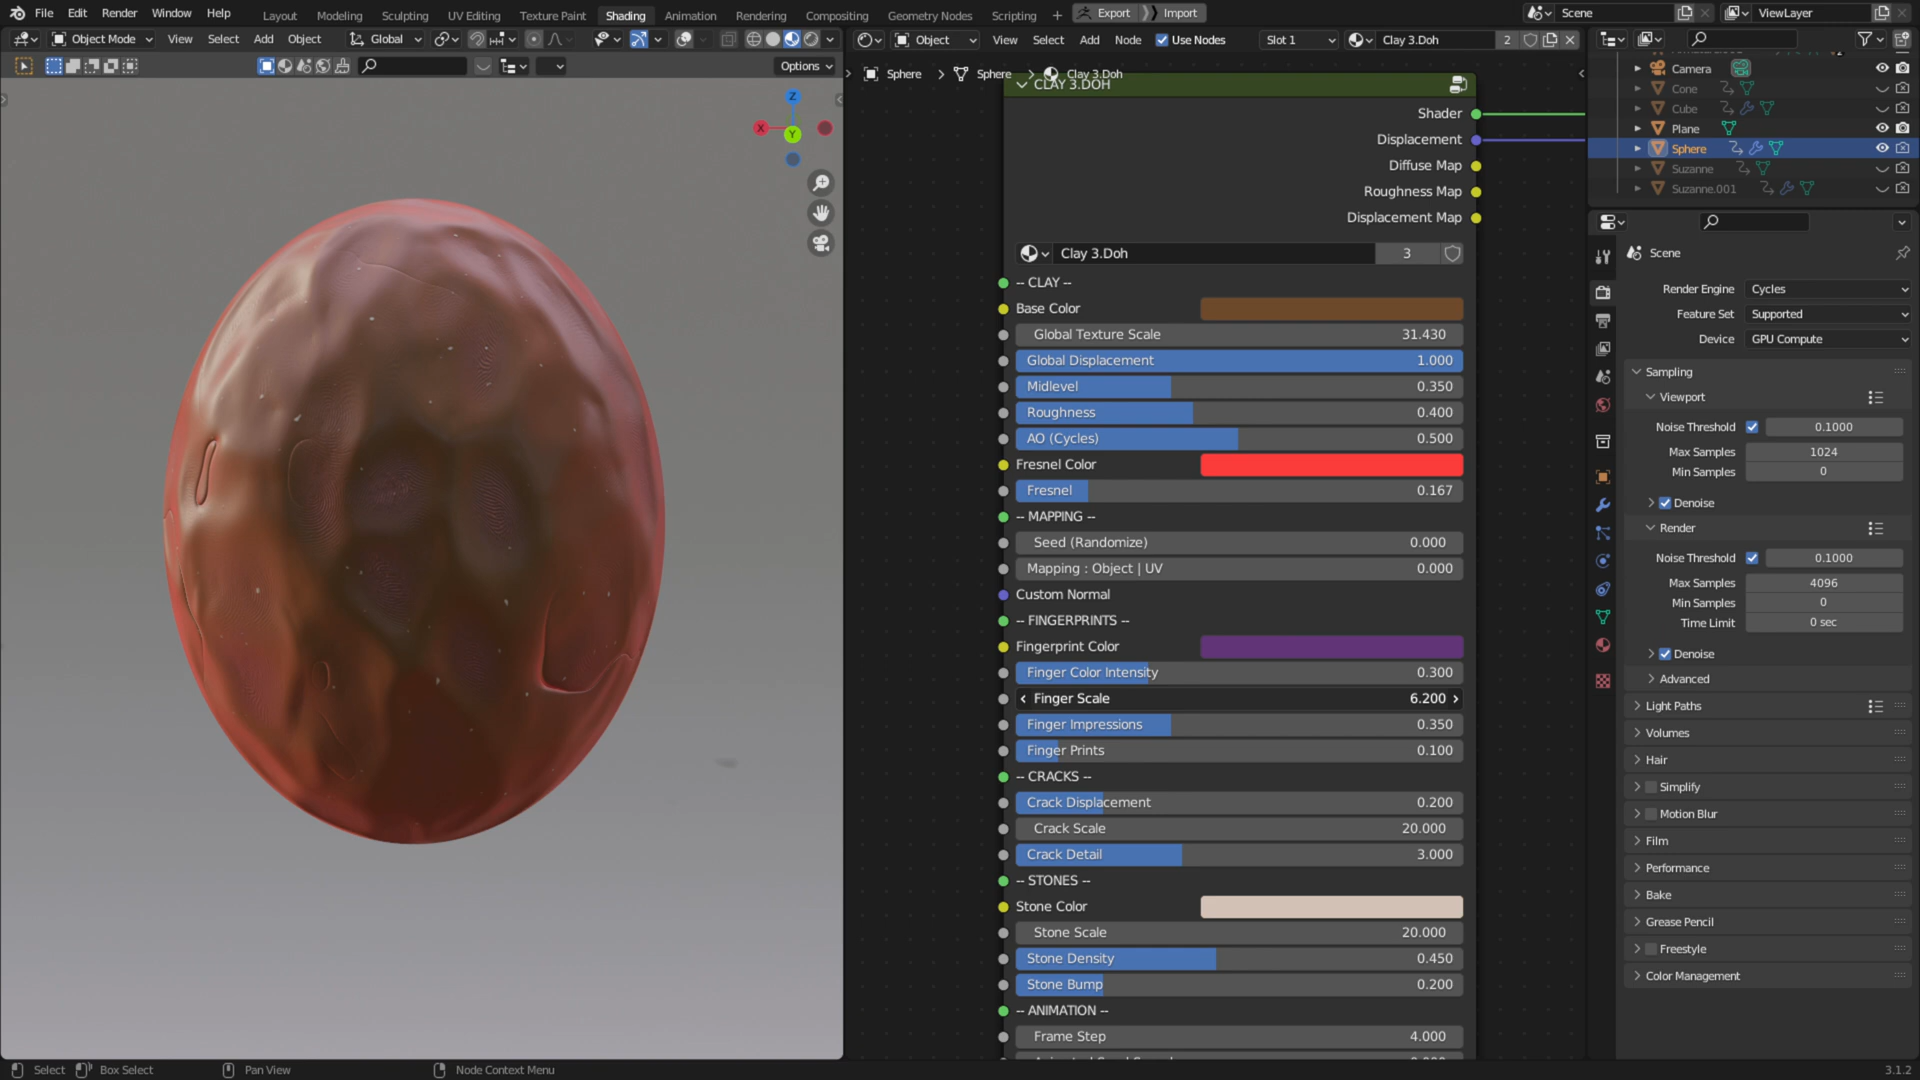 File Edit Render Window Help Layout Modeling Sculpting UV Editing Texture Paint Shading Animation Rendering Compositing Geometry Nodes Scripting + Export Import Scene ViewLayer
Object Mode View Select Add Object Global Object View Select Add Node Use Nodes Slot 1 Clay 3.Doh 2
Options
Sphere > Sphere > Clay 3.Doh
CLAY 3.DOH
Z
X
Y
Shader
Displacement
Diffuse Map
Roughness Map
Displacement Map
Clay 3.Doh 3
-- CLAY --
Base Color
Global Texture Scale 31.430
Global Displacement 1.000
Midlevel 0.350
Roughness 0.400
AO (Cycles) 0.500
Fresnel Color
Fresnel 0.167
-- MAPPING --
Seed (Randomize) 0.000
Mapping : Object | UV 0.000
Custom Normal
-- FINGERPRINTS --
Fingerprint Color
Finger Color Intensity 0.300
Finger Scale 6.200
Finger Impressions 0.350
Finger Prints 0.100
-- CRACKS --
Crack Displacement 0.200
Crack Scale 20.000
Crack Detail 3.000
-- STONES --
Stone Color
Stone Scale 20.000
Stone Density 0.450
Stone Bump 0.200
-- ANIMATION --
Frame Step 4.000
Camera
Cone
Cube
Plane
Sphere
Suzanne
Suzanne.001
Scene
Render Engine Cycles
Feature Set Supported
Device GPU Compute
Sampling
Viewport
Noise Threshold 0.1000
Max Samples 1024
Min Samples 0
Denoise
Render
Noise Threshold 0.1000
Max Samples 4096
Min Samples 0
Time Limit 0 sec
Denoise
Advanced
Light Paths
Volumes
Hair
Simplify
Motion Blur
Film
Performance
Bake
Grease Pencil
Freestyle
Color Management
Select Box Select Pan View Node Context Menu 3.1.2